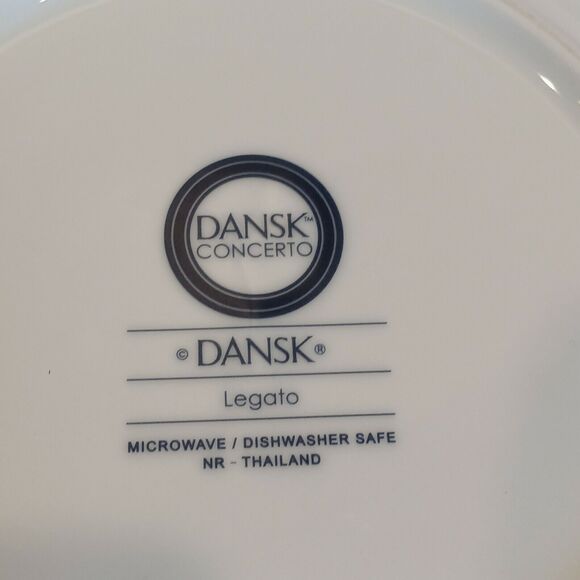 DANSK™
CONCERTO
© DANSK®
Legato
MICROWAVE / DISHWASHER SAFE
NR - THAILAND